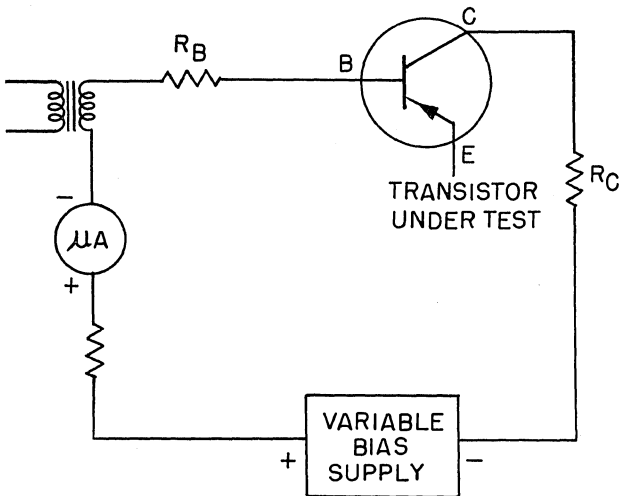 C
R_B
B
E
R_C
TRANSISTOR
UNDER TEST
-
μA
+
VARIABLE
BIAS
SUPPLY
+
-